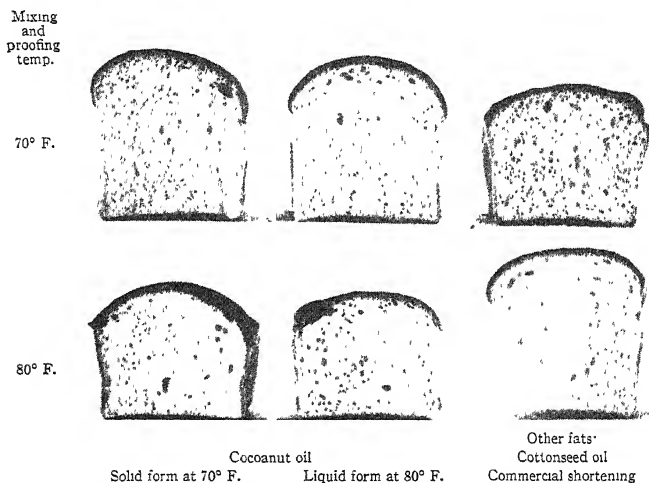 Mixing
and
proofing
temp.
70° F.
80° F.
Cocoanut oil
Solid form at 70° F.
Liquid form at 80° F.
Other fats·
Cottonseed oil
Commercial shortening